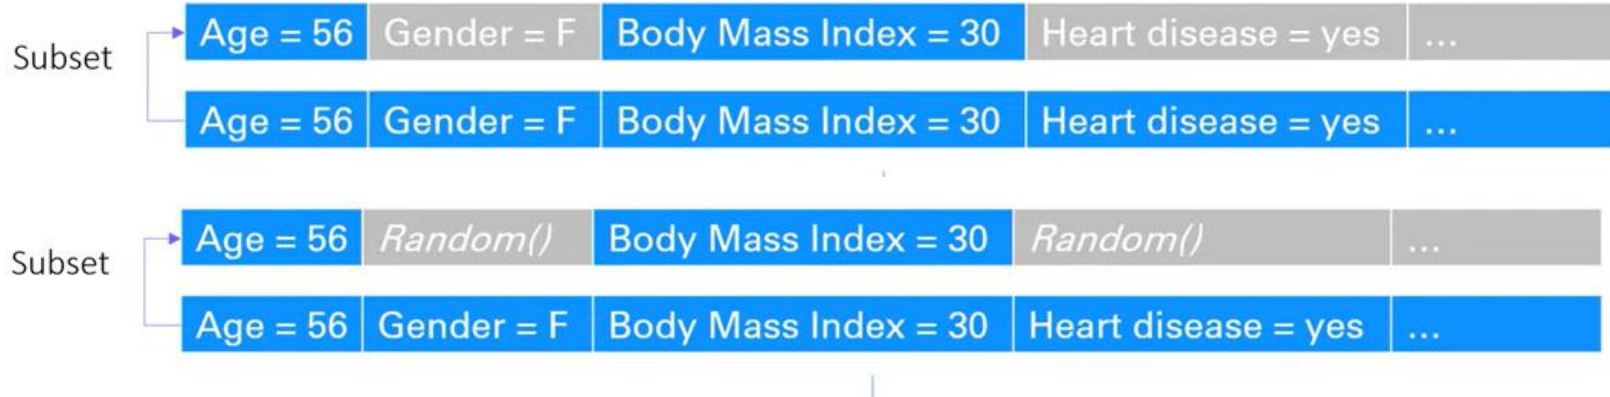 Subset
Age = 56 Gender = F Body Mass Index = 30 Heart disease = yes ...
Age = 56 Gender = F Body Mass Index = 30 Heart disease = yes ...
Subset
Age = 56 Random() Body Mass Index = 30 Random() ...
Age = 56 Gender = F Body Mass Index = 30 Heart disease = yes ...